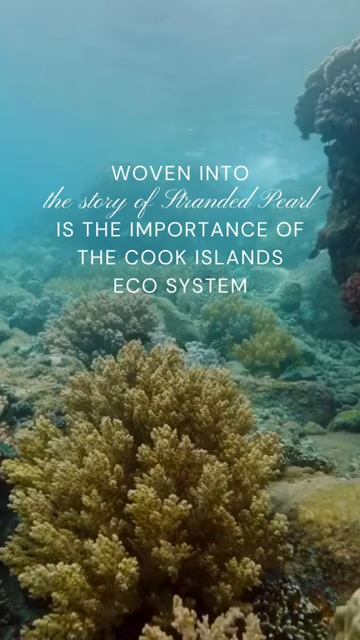 WOVEN INTO
the story of Stranded Pearl
IS THE IMPORTANCE OF
THE COOK ISLANDS
ECO SYSTEM